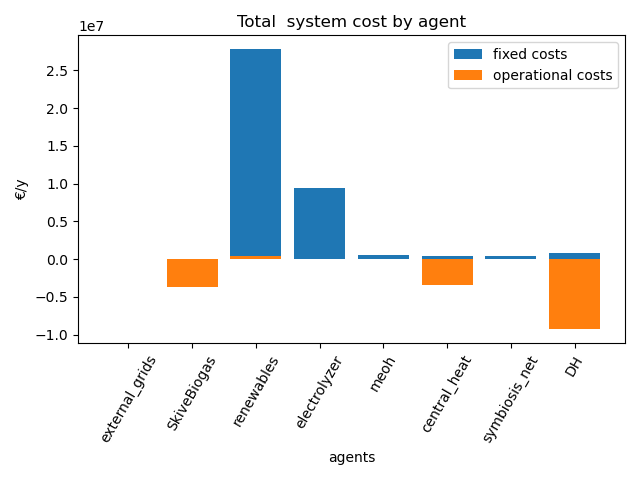 Total  system cost by agent
1e7
fixed costs
operational costs
2.5
2.0
1.5
1.0
0.5
0.0
−0.5
−1.0
€/y
external_grids
SkiveBiogas
renewables
electrolyzer
meoh
central_heat
symbiosis_net
DH
agents